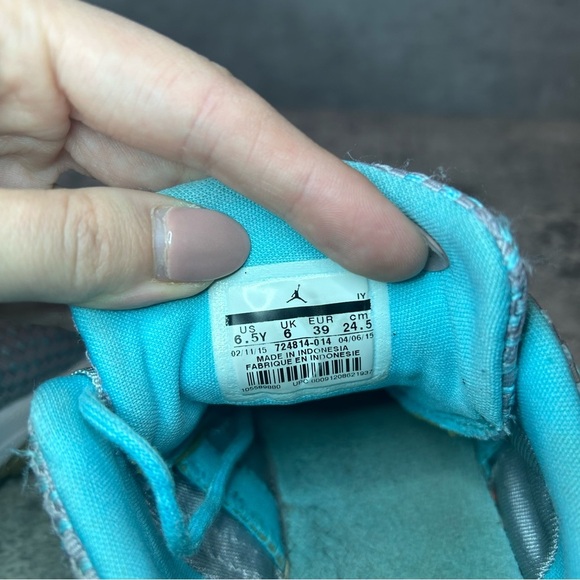 IY
US UK EUR cm
6.5Y 6 39 24.5
02/11/15 724814-014 04/06/15
MADE IN INDONESIA
FABRIQUE EN INDONESIE